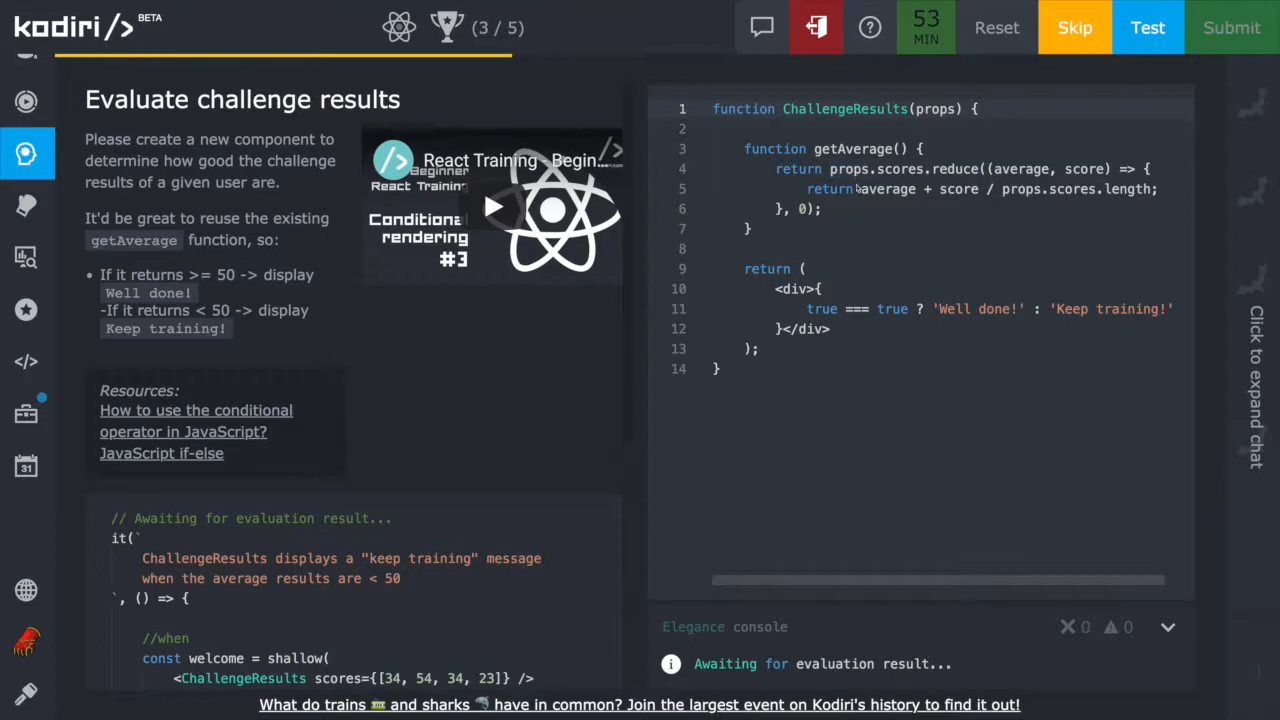 kodiri/> BETA
(3 / 5)
53
MIN
Reset
Skip
Test
Submit
Evaluate challenge results
Please create a new component to
determine how good the challenge
results of a given user are.
It'd be great to reuse the existing
getAverage function, so:
• If it returns >= 50 -> display
Well done!
-If it returns < 50 -> display
Keep training!
React Training - Begin...
Beginner
React Training
Conditional
rendering
#3
Resources:
How to use the conditional
operator in JavaScript?
JavaScript if-else
// Awaiting for evaluation result...
it(`
ChallengeResults displays a "keep training" message
when the average results are < 50
`, () => {
//when
const welcome = shallow(
<ChallengeResults scores={[34, 54, 34, 23]} />
1 function ChallengeResults(props) {
2
3 function getAverage() {
4 return props.scores.reduce((average, score) => {
5 return average + score / props.scores.length;
6 }, 0);
7 }
8
9 return (
10 <div>{
11 true === true ? 'Well done!' : 'Keep training!'
12 }</div>
13 );
14 }
Elegance console
0
0
Awaiting for evaluation result...
Click to expand chat
31
What do trains 🚃 and sharks 🦈 have in common? Join the largest event on Kodiri's history to find it out!